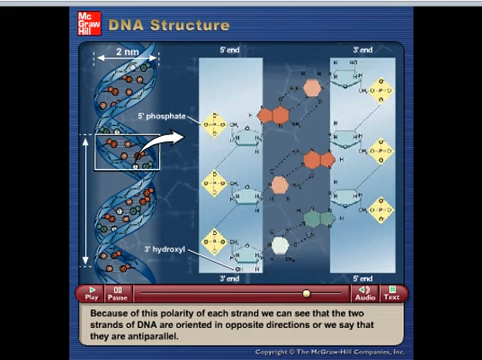 Mc
Graw
Hill
DNA Structure
2 nm
5' end
3' end
5' phosphate
3' hydroxyl
3' end
5' end
Play
Pause
Audio
Text
Because of this polarity of each strand we can see that the two
strands of DNA are oriented in opposite directions or we say that
they are antiparallel.
Copyright © The McGraw-Hill Companies, Inc.